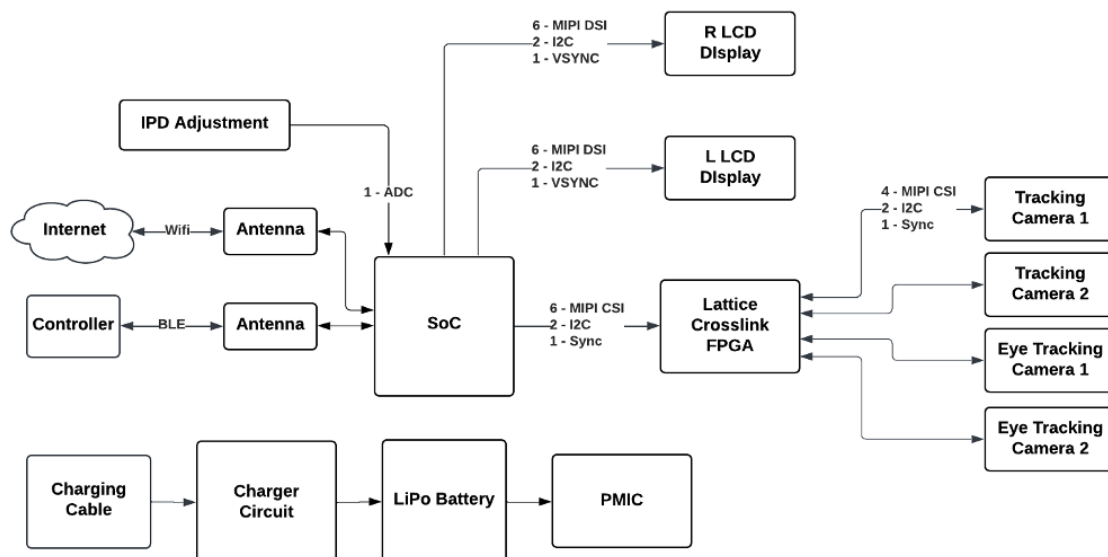 6 - MIPI DSI
2 - I2C
1 - VSYNC
R LCD
DIsplay
IPD Adjustment
6 - MIPI DSI
2 - I2C
1 - VSYNC
L LCD
DIsplay
1 - ADC
4 - MIPI CSI
2 - I2C
1 - Sync
Tracking
Camera 1
Internet
Wifi
Antenna
Tracking
Camera 2
Controller
BLE
Antenna
SoC
6 - MIPI CSI
2 - I2C
1 - Sync
Lattice
Crosslink
FPGA
Eye Tracking
Camera 1
Eye Tracking
Camera 2
Charging
Cable
Charger
Circuit
LiPo Battery
PMIC